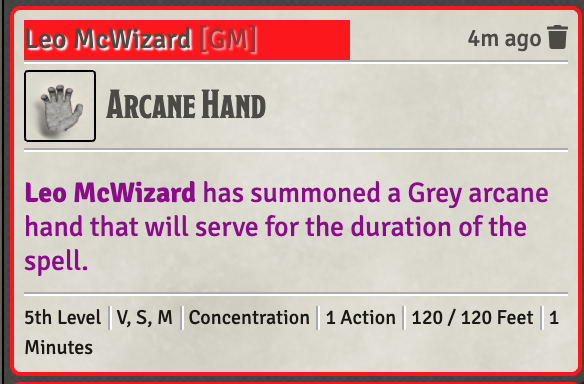 Leo McWizard [GM]
4m ago
Arcane Hand
Leo McWizard has summoned a Grey arcane
hand that will serve for the duration of the
spell.
5th Level | V, S, M | Concentration | 1 Action | 120 / 120 Feet | 1
Minutes